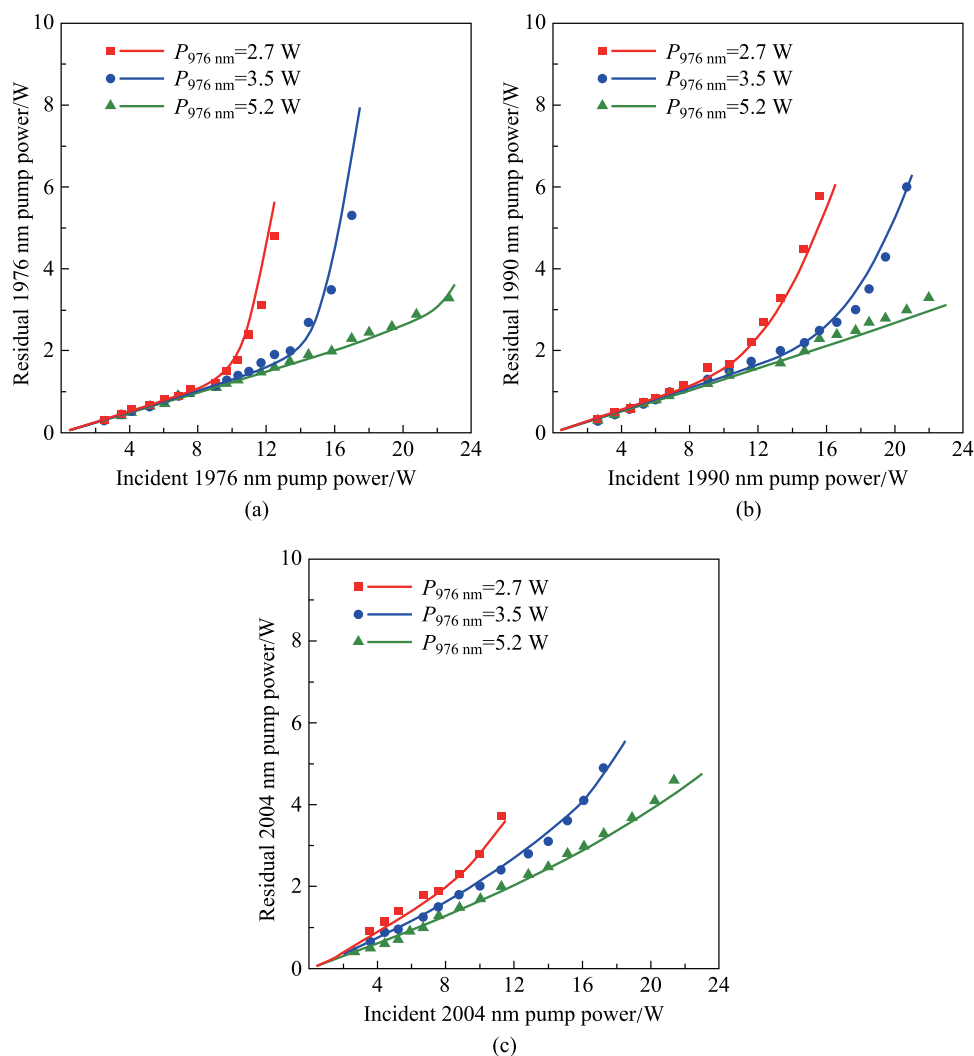 10
8
6
4
2
0
Residual 1976 nm pump power/W
P976 nm=2.7 W
P976 nm=3.5 W
P976 nm=5.2 W
4 8 12 16 20 24
Incident 1976 nm pump power/W
(a)
10
8
6
4
2
0
Residual 1990 nm pump power/W
P976 nm=2.7 W
P976 nm=3.5 W
P976 nm=5.2 W
4 8 12 16 20 24
Incident 1990 nm pump power/W
(b)
10
8
6
4
2
0
Residual 2004 nm pump power/W
P976 nm=2.7 W
P976 nm=3.5 W
P976 nm=5.2 W
4 8 12 16 20 24
Incident 2004 nm pump power/W
(c)